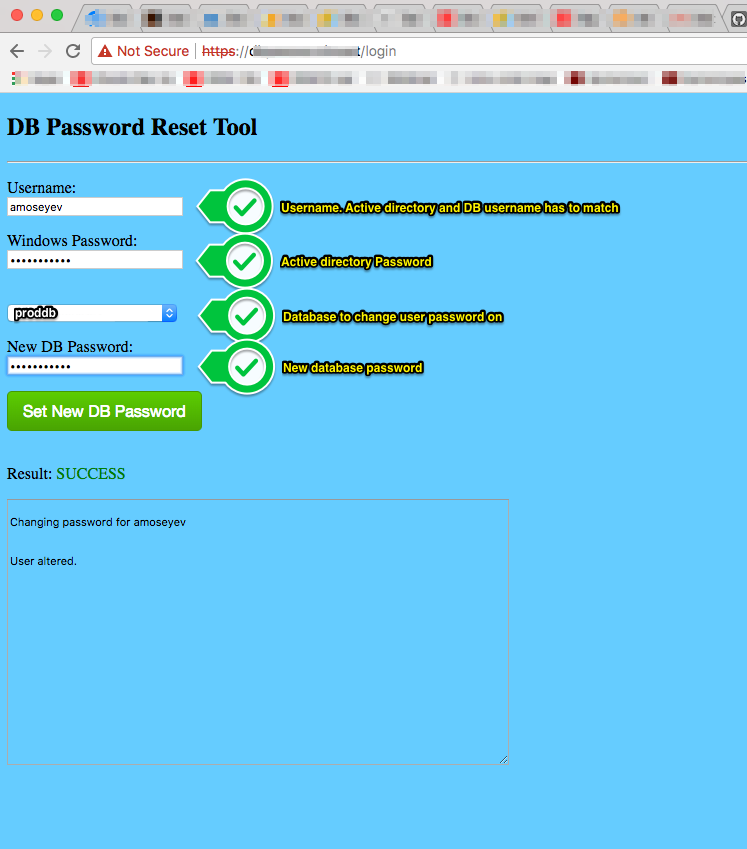 Not Secure https:// /login
DB Password Reset Tool
Username:
amoseyev
Username. Active directory and DB username has to match
Windows Password:
•••••••••••
Active directory Password
proddb
Database to change user password on
New DB Password:
•••••••••••
New database password
Set New DB Password
Result: SUCCESS
Changing password for amoseyev
User altered.